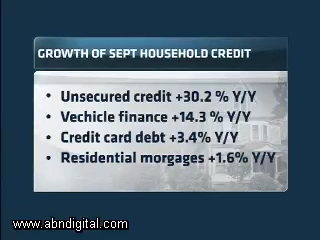 GROWTH OF SEPT HOUSEHOLD CREDIT
• Unsecured credit +30.2 % Y/Y
• Vechicle finance +14.3 % Y/Y
• Credit card debt +3.4% Y/Y
• Residential morgages +1.6% Y/Y
www.abndigital.com